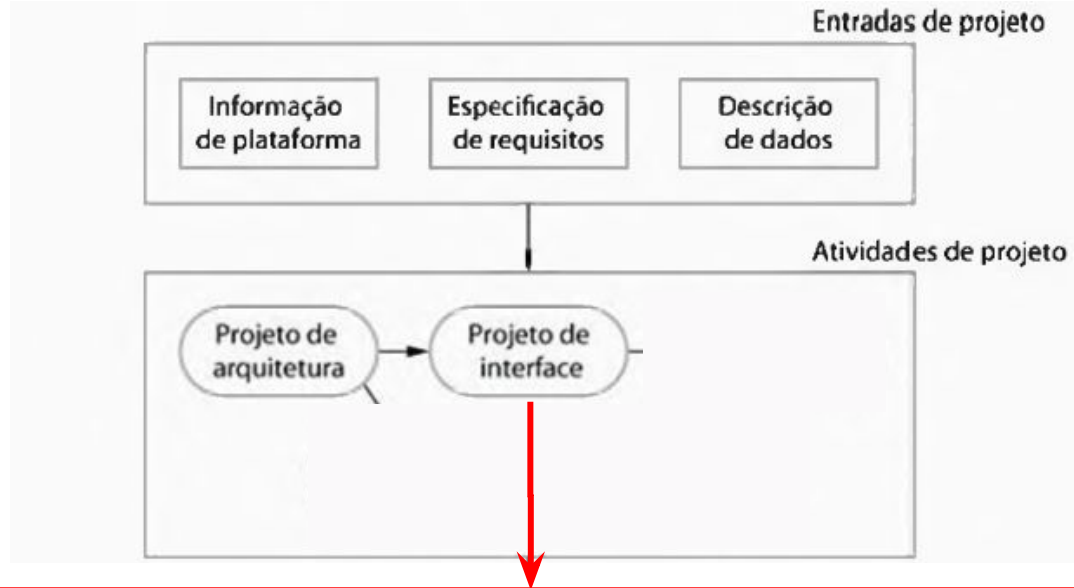 Entradas de projeto
Informação
de plataforma
Especificação
de requisitos
Descrição
de dados
Atividades de projeto
Projeto de
arquitetura
Projeto de
interface